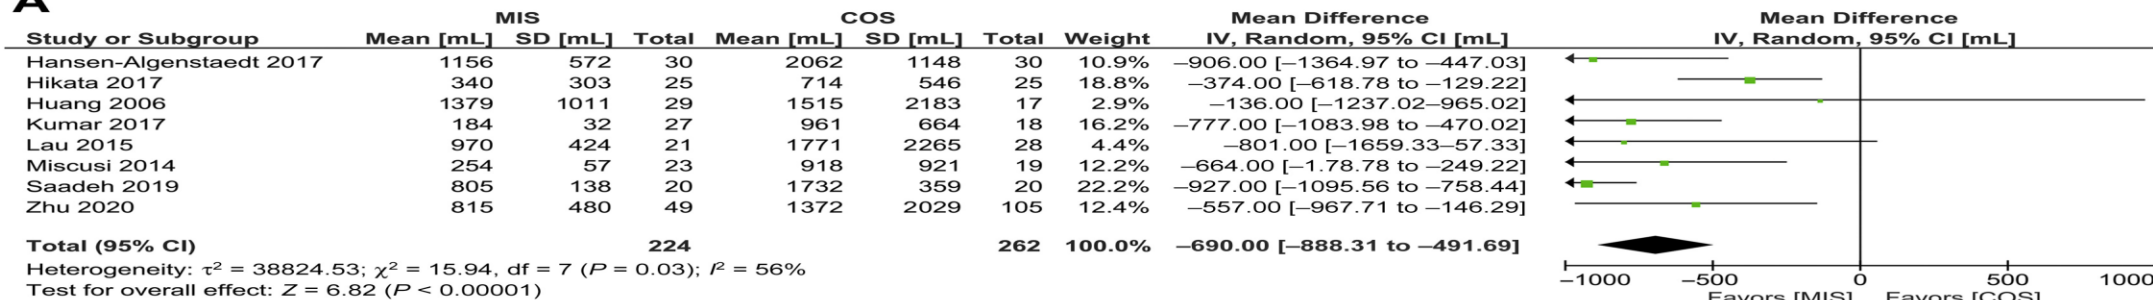 A
MIS COS Mean Difference Mean Difference
Study or Subgroup Mean [mL] SD [mL] Total Mean [mL] SD [mL] Total Weight IV, Random, 95% CI [mL] IV, Random, 95% CI [mL]
Hansen-Algenstaedt 2017 1156 572 30 2062 1148 30 10.9% –906.00 [–1364.97 to –447.03]
Hikata 2017 340 303 25 714 546 25 18.8% –374.00 [–618.78 to –129.22]
Huang 2006 1379 1011 29 1515 2183 17 2.9% –136.00 [–1237.02–965.02]
Kumar 2017 184 32 27 961 664 18 16.2% –777.00 [–1083.98 to –470.02]
Lau 2015 970 424 21 1771 2265 28 4.4% –801.00 [–1659.33–57.33]
Miscusi 2014 254 57 23 918 921 19 12.2% –664.00 [–1.78.78 to –249.22]
Saadeh 2019 805 138 20 1732 359 20 22.2% –927.00 [–1095.56 to –758.44]
Zhu 2020 815 480 49 1372 2029 105 12.4% –557.00 [–967.71 to –146.29]
Total (95% CI) 224 262 100.0% –690.00 [–888.31 to –491.69]
Heterogeneity: τ² = 38824.53; χ² = 15.94, df = 7 (P = 0.03); I² = 56%
Test for overall effect: Z = 6.82 (P < 0.00001)
–1000 –500 0 500 1000
Favors [MIS] Favors [COS]